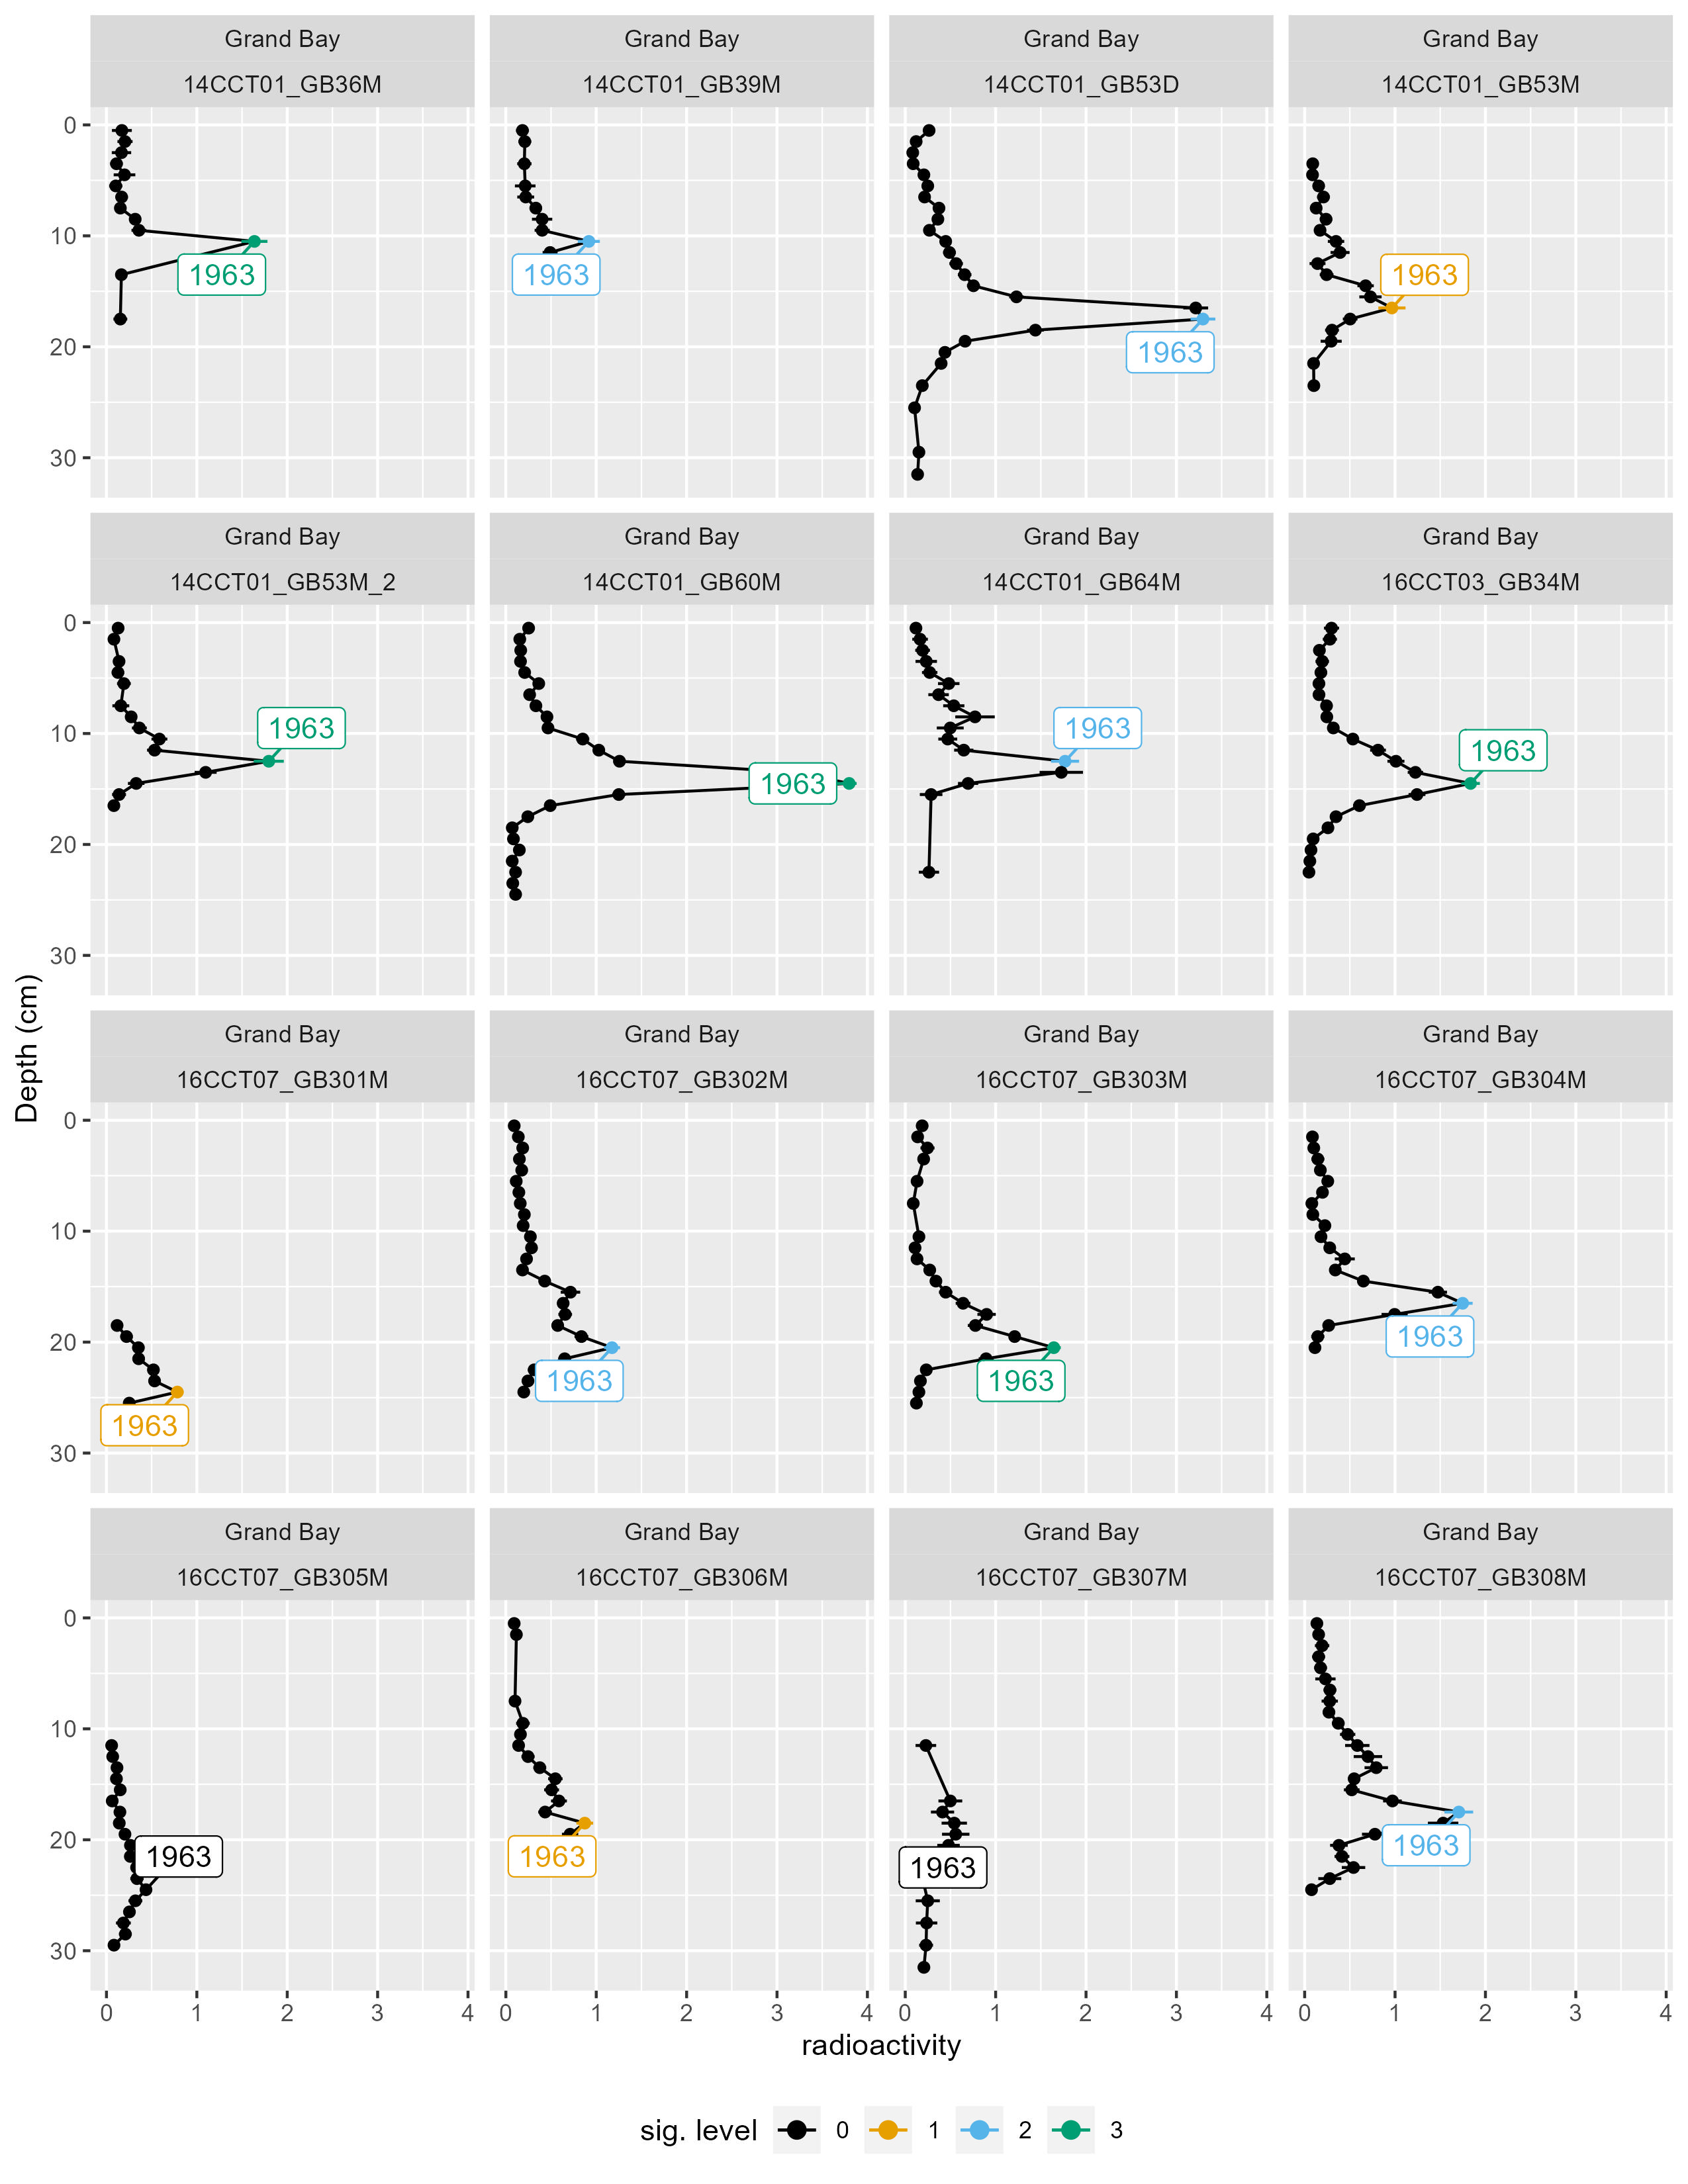 Grand Bay Grand Bay Grand Bay Grand Bay
14CCT01_GB36M 14CCT01_GB39M 14CCT01_GB53D 14CCT01_GB53M
0
10
1963 1963 1963 1963
20
30
Grand Bay Grand Bay Grand Bay Grand Bay
14CCT01_GB53M_2 14CCT01_GB60M 14CCT01_GB64M 16CCT03_GB34M
0
10
1963 1963 1963 1963
20
30
Depth (cm)
Grand Bay Grand Bay Grand Bay Grand Bay
16CCT07_GB301M 16CCT07_GB302M 16CCT07_GB303M 16CCT07_GB304M
0
10
20
1963 1963 1963 1963
30
Grand Bay Grand Bay Grand Bay Grand Bay
16CCT07_GB305M 16CCT07_GB306M 16CCT07_GB307M 16CCT07_GB308M
0
10
20
1963 1963 1963 1963
30
0 1 2 3 4 0 1 2 3 4 0 1 2 3 4 0 1 2 3 4
radioactivity
sig. level 0 1 2 3